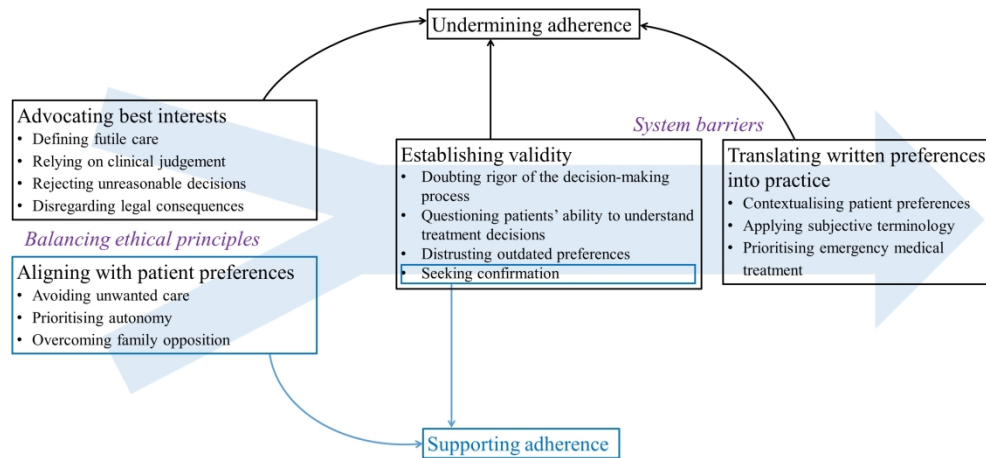 Undermining adherence
Advocating best interests
• Defining futile care
• Relying on clinical judgement
• Rejecting unreasonable decisions
• Disregarding legal consequences
Balancing ethical principles
Aligning with patient preferences
• Avoiding unwanted care
• Prioritising autonomy
• Overcoming family opposition
Establishing validity
• Doubting rigor of the decision-making
process
• Questioning patients’ ability to understand
treatment decisions
• Distrusting outdated preferences
• Seeking confirmation
System barriers
Translating written preferences
into practice
• Contextualising patient preferences
• Applying subjective terminology
• Prioritising emergency medical
treatment
Supporting adherence